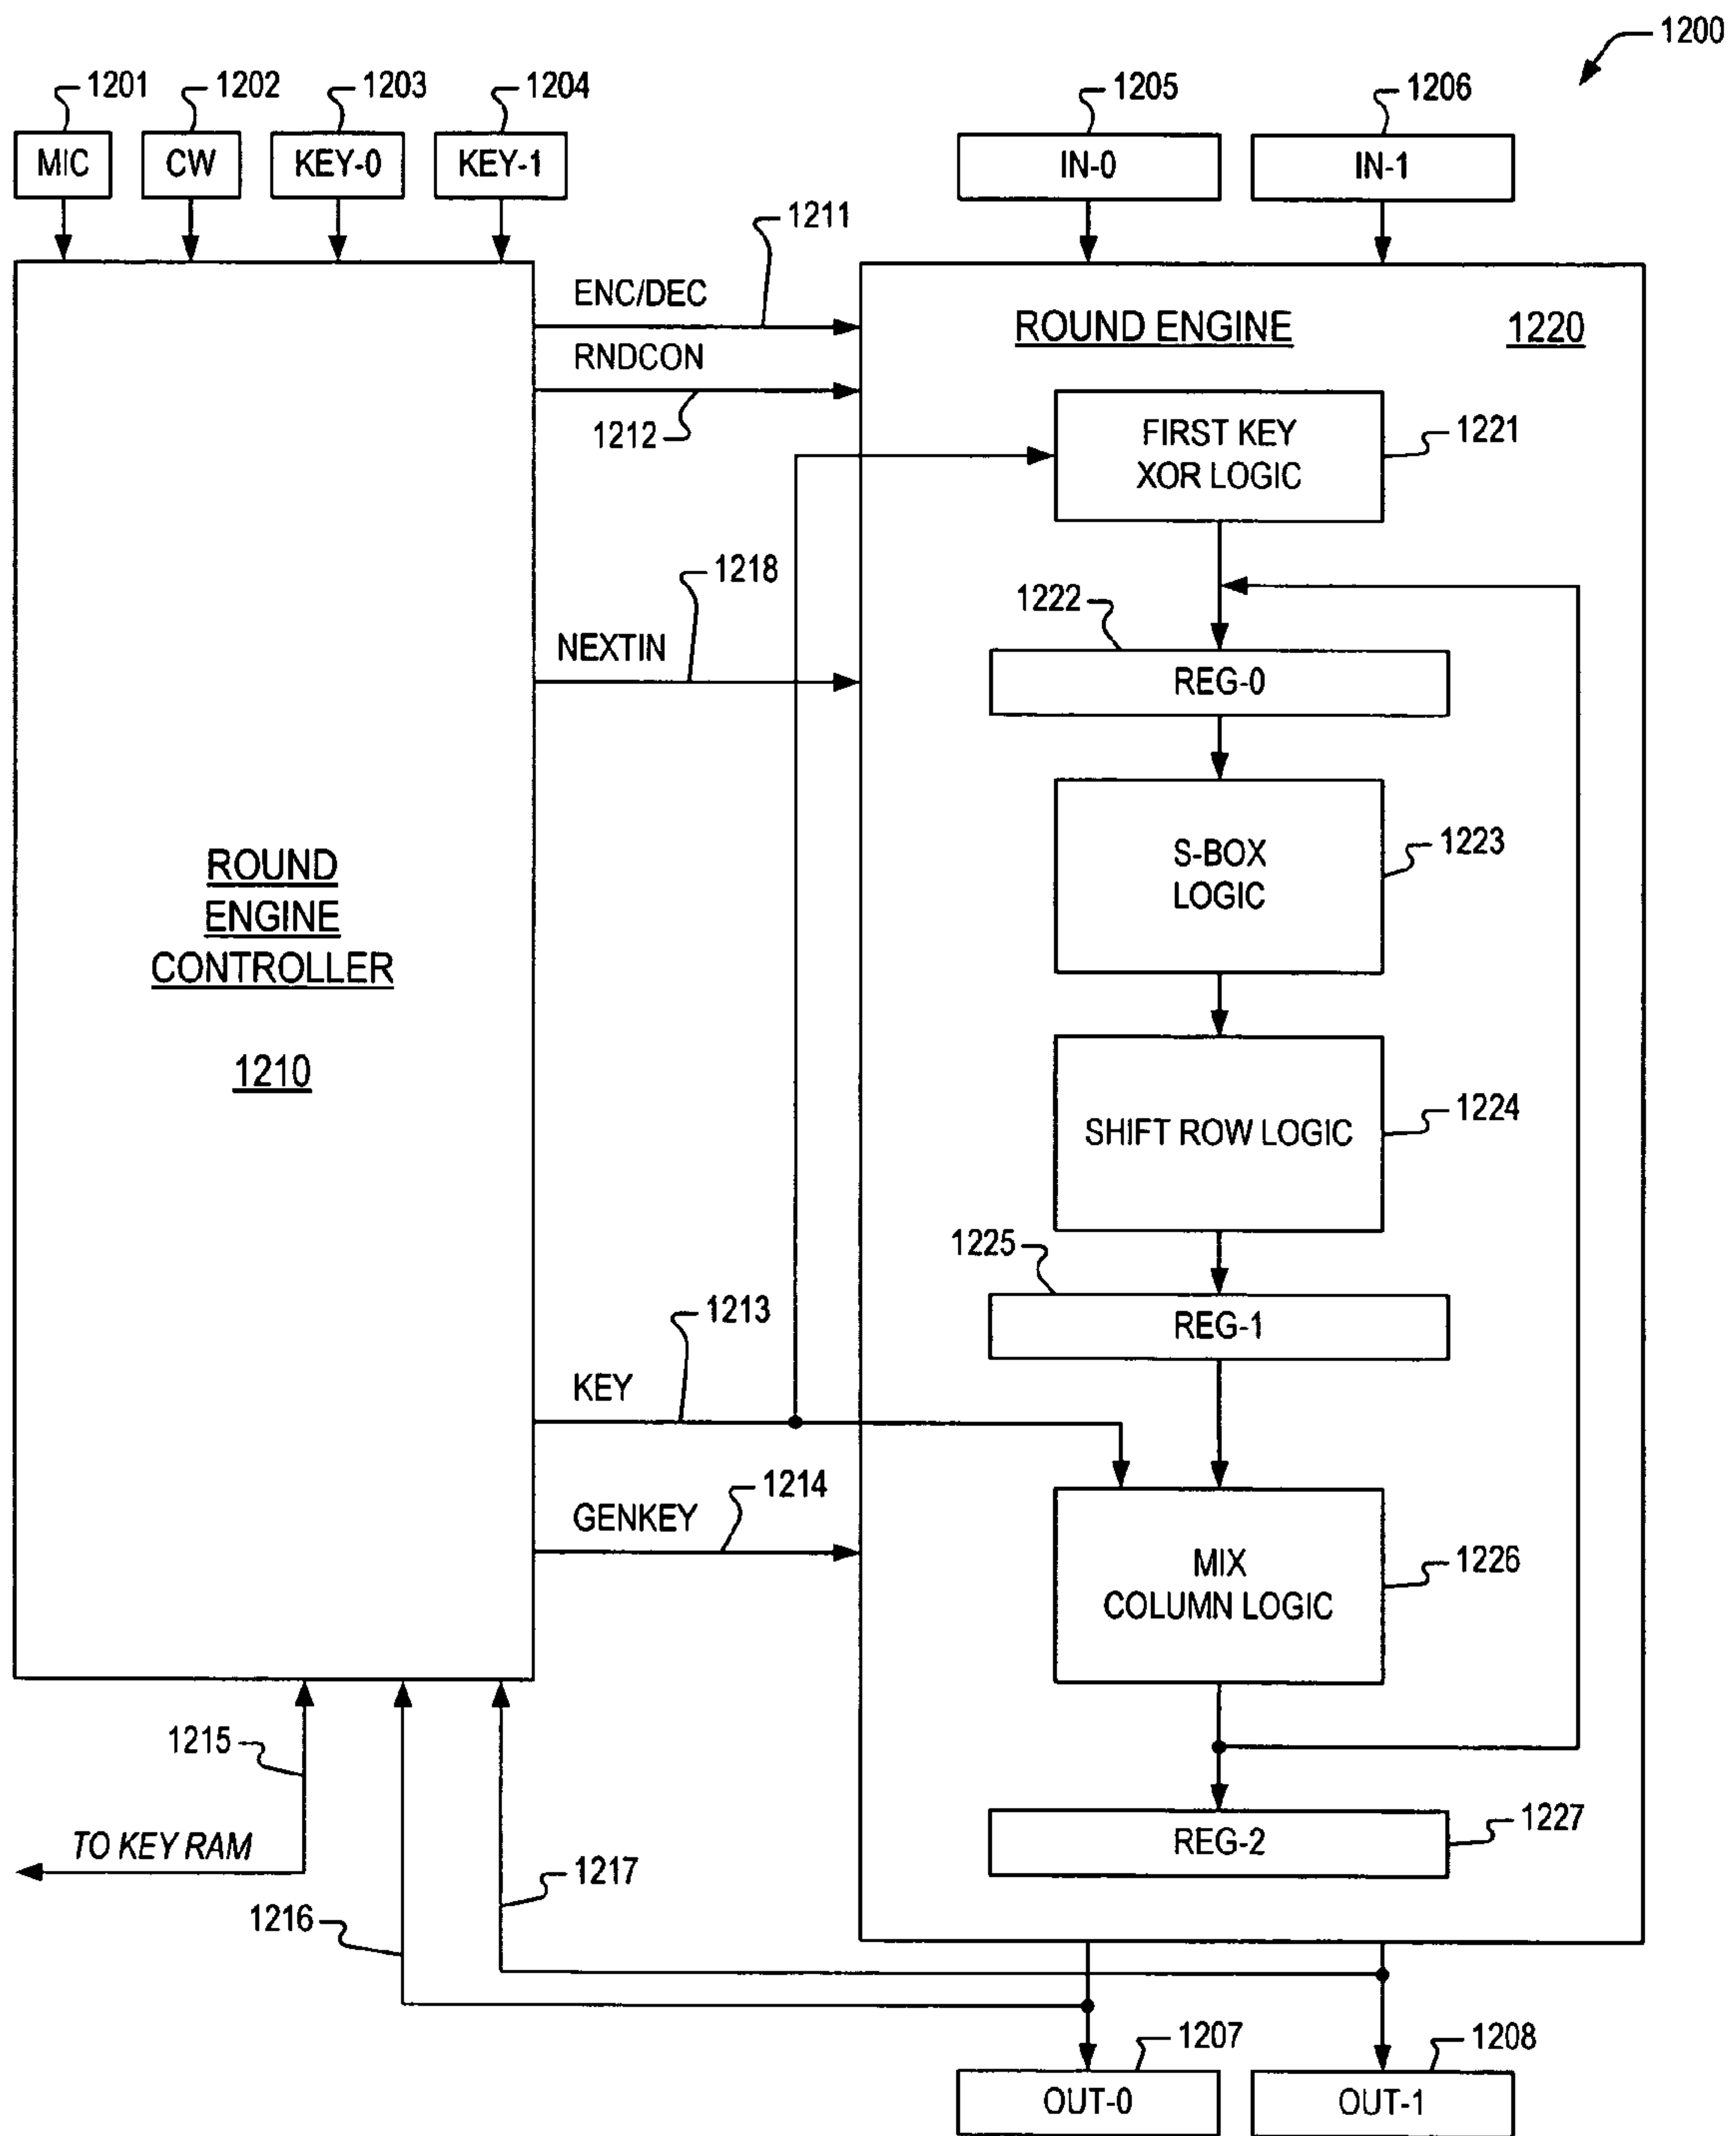 1200
1201 1202 1203 1204 1205 1206
MIC CW KEY-0 KEY-1 IN-0 IN-1
1211
ENC/DEC
ROUND ENGINE 1220
RNDCON
1212
FIRST KEY
XOR LOGIC
1221
1218
1222
NEXTIN
REG-0
S-BOX
LOGIC
1223
ROUND
ENGINE
CONTROLLER
1210
SHIFT ROW LOGIC
1224
1225
REG-1
1213
KEY
1214
GENKEY
MIX
COLUMN LOGIC
1226
1215
TO KEY RAM
REG-2
1227
1217
1216
1207 1208
OUT-0 OUT-1